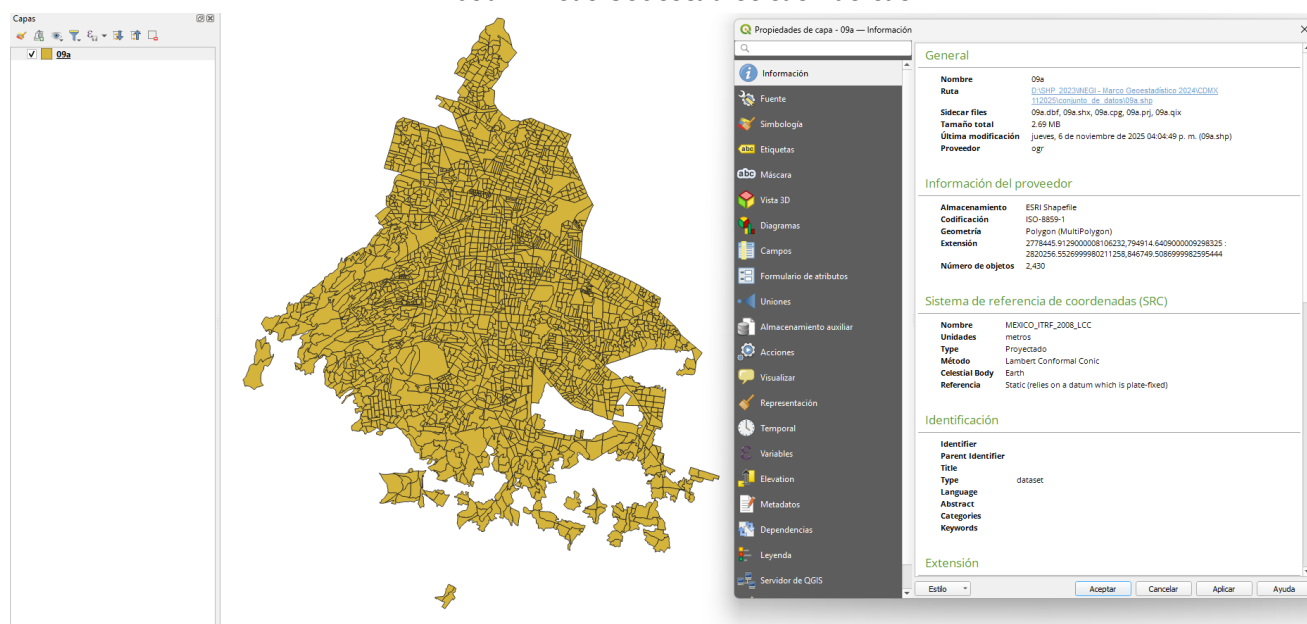 Capas
09a
Propiedades de capa - 09a — Información
Información
Fuente
Simbología
abc Etiquetas
abc Máscara
Vista 3D
Diagramas
Campos
Formulario de atributos
Uniones
Almacenamiento auxiliar
Acciones
Visualizar
Representación
Temporal
Variables
Elevation
Metadatos
Dependencias
Leyenda
Servidor de QGIS
General
Nombre 09a
Ruta D:\SHP_2023\INEGI - Marco Geoestadístico 2024\CDMX
112025\conjunto_de_datos\09a.shp
Sidecar files 09a.dbf, 09a.shx, 09a.cpg, 09a.prj, 09a.qix
Tamaño total 2.69 MB
Última modificación jueves, 6 de noviembre de 2025 04:04:49 p. m. (09a.shp)
Proveedor ogr
Información del proveedor
Almacenamiento ESRI Shapefile
Codificación ISO-8859-1
Geometría Polygon (MultiPolygon)
Extensión 2778445.9129000008106232,794914.6409000009298325 :
2820256.5526999980211258,846749.5086999982595444
Número de objetos 2,430
Sistema de referencia de coordenadas (SRC)
Nombre MEXICO_ITRF_2008_LCC
Unidades metros
Type Proyectado
Método Lambert Conformal Conic
Celestial Body Earth
Referencia Static (relies on a datum which is plate-fixed)
Identificación
Identifier
Parent Identifier
Title
Type dataset
Language
Abstract
Categories
Keywords
Extensión
Estilo Aceptar Cancelar Aplicar Ayuda